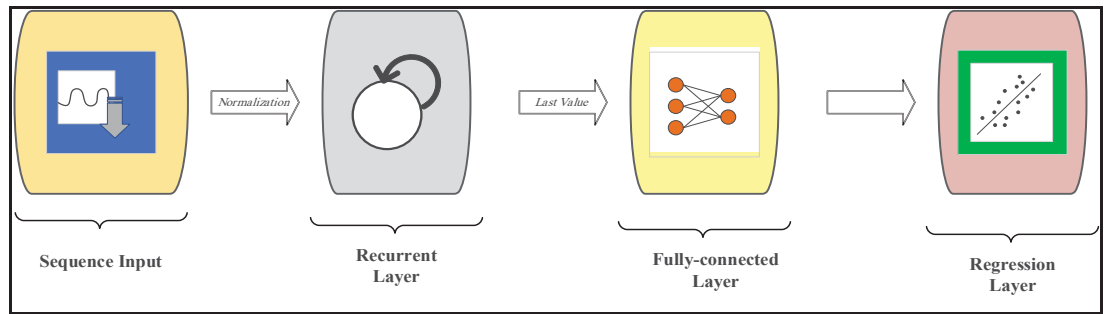 Normalization
Last Value
Sequence Input
Recurrent
Layer
Fully-connected
Layer
Regression
Layer